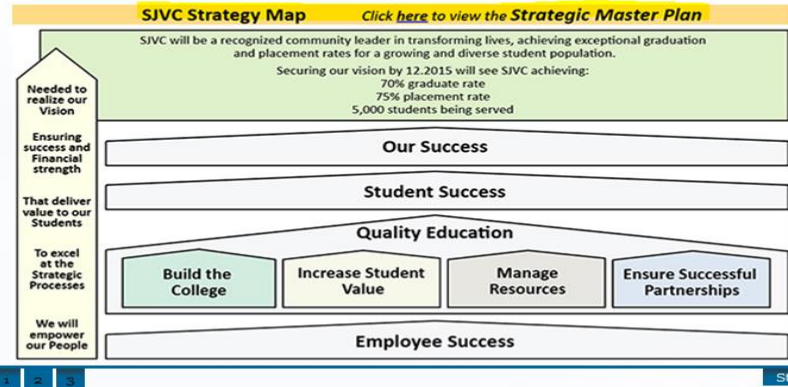 SJVC Strategy Map Click here to view the Strategic Master Plan
SJVC will be a recognized community leader in transforming lives, achieving exceptional graduation
and placement rates for a growing and diverse student population.
Securing our vision by 12.2015 will see SJVC achieving:
70% graduate rate
75% placement rate
5,000 students being served
Needed to
realize our
Vision
Ensuring
success and
Financial
strength
Our Success
That deliver
value to our
Students
Student Success
To excel
at the
Strategic
Processes
Quality Education
Build the
College
Increase Student
Value
Manage
Resources
Ensure Successful
Partnerships
We will
empower
our People
Employee Success
1 2 3